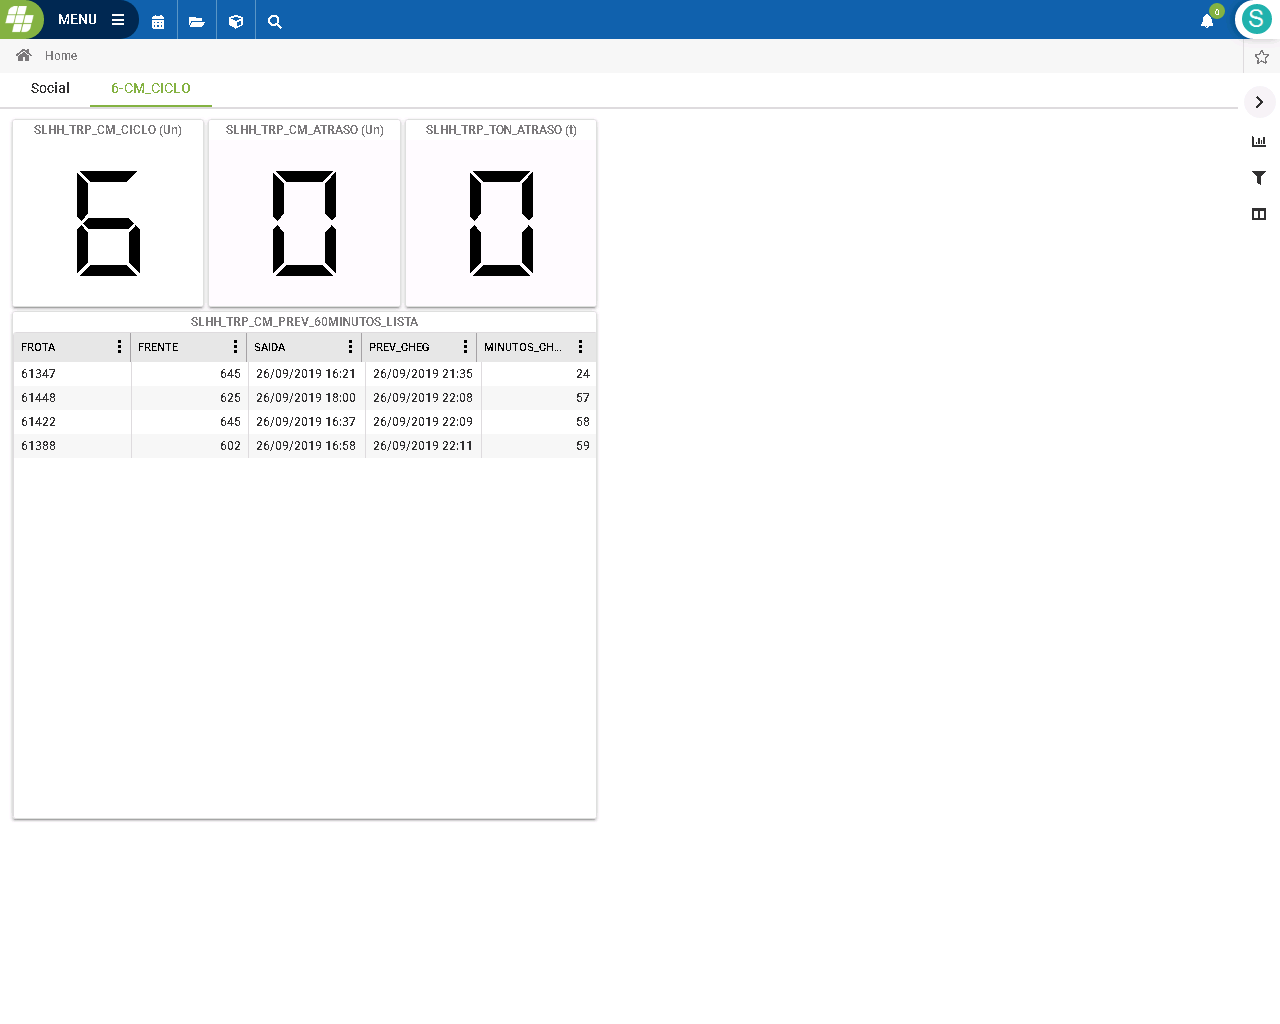 MENU
0
S
Home
Social
6-CM_CICLO
SLHH_TRP_CM_CICLO (Un)
SLHH_TRP_CM_ATRASO (Un)
SLHH_TRP_TON_ATRASO (t)
6
0
0
SLHH_TRP_CM_PREV_60MINUTOS_LISTA
FROTA FRENTE SAIDA PREV_CHEG MINUTOS_CH...
61347 645 26/09/2019 16:21 26/09/2019 21:35 24
61448 625 26/09/2019 18:00 26/09/2019 22:08 57
61422 645 26/09/2019 16:37 26/09/2019 22:09 58
61388 602 26/09/2019 16:58 26/09/2019 22:11 59